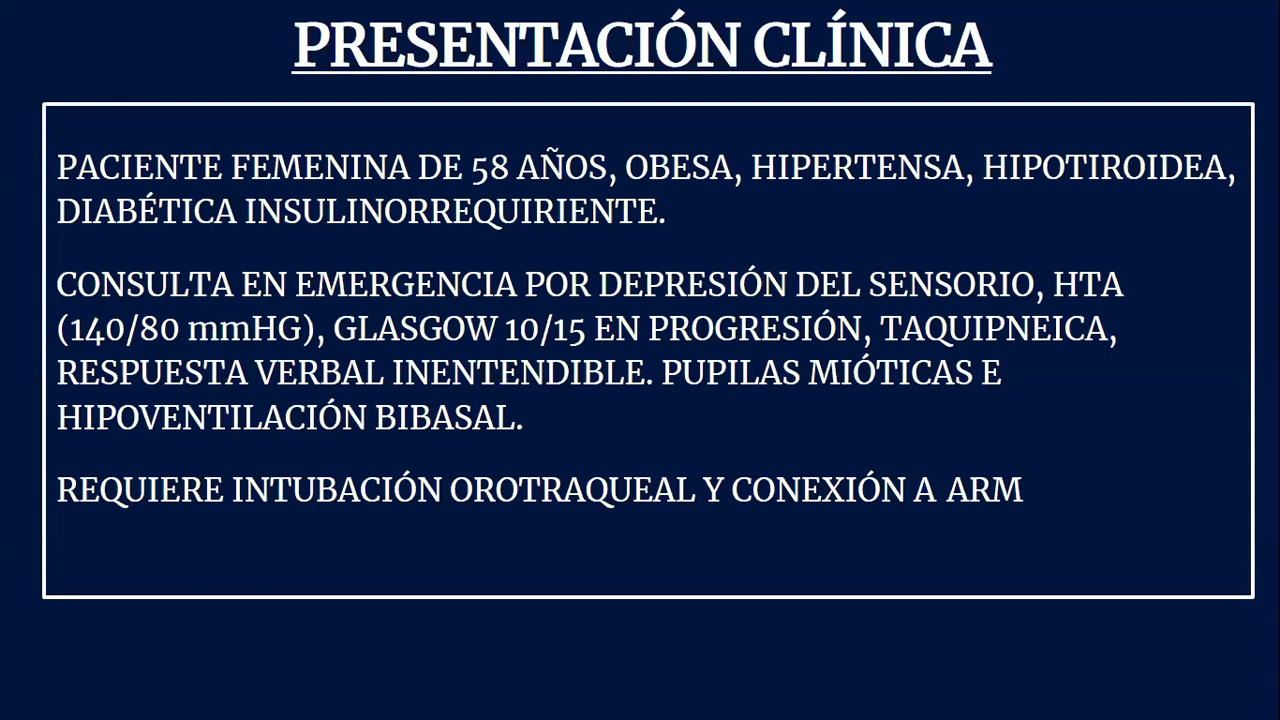 PRESENTACIÓN CLÍNICA
PACIENTE FEMENINA DE 58 AÑOS, OBESA, HIPERTENSA, HIPOTIROIDEA,
DIABÉTICA INSULINORREQUIRIENTE.
CONSULTA EN EMERGENCIA POR DEPRESIÓN DEL SENSORIO, HTA
(140/80 mmHG), GLASGOW 10/15 EN PROGRESIÓN, TAQUIPNEICA,
RESPUESTA VERBAL INENTENDIBLE. PUPILAS MIÓTICAS E
HIPOVENTILACIÓN BIBASAL.
REQUIERE INTUBACIÓN OROTRAQUEAL Y CONEXIÓN A ARM